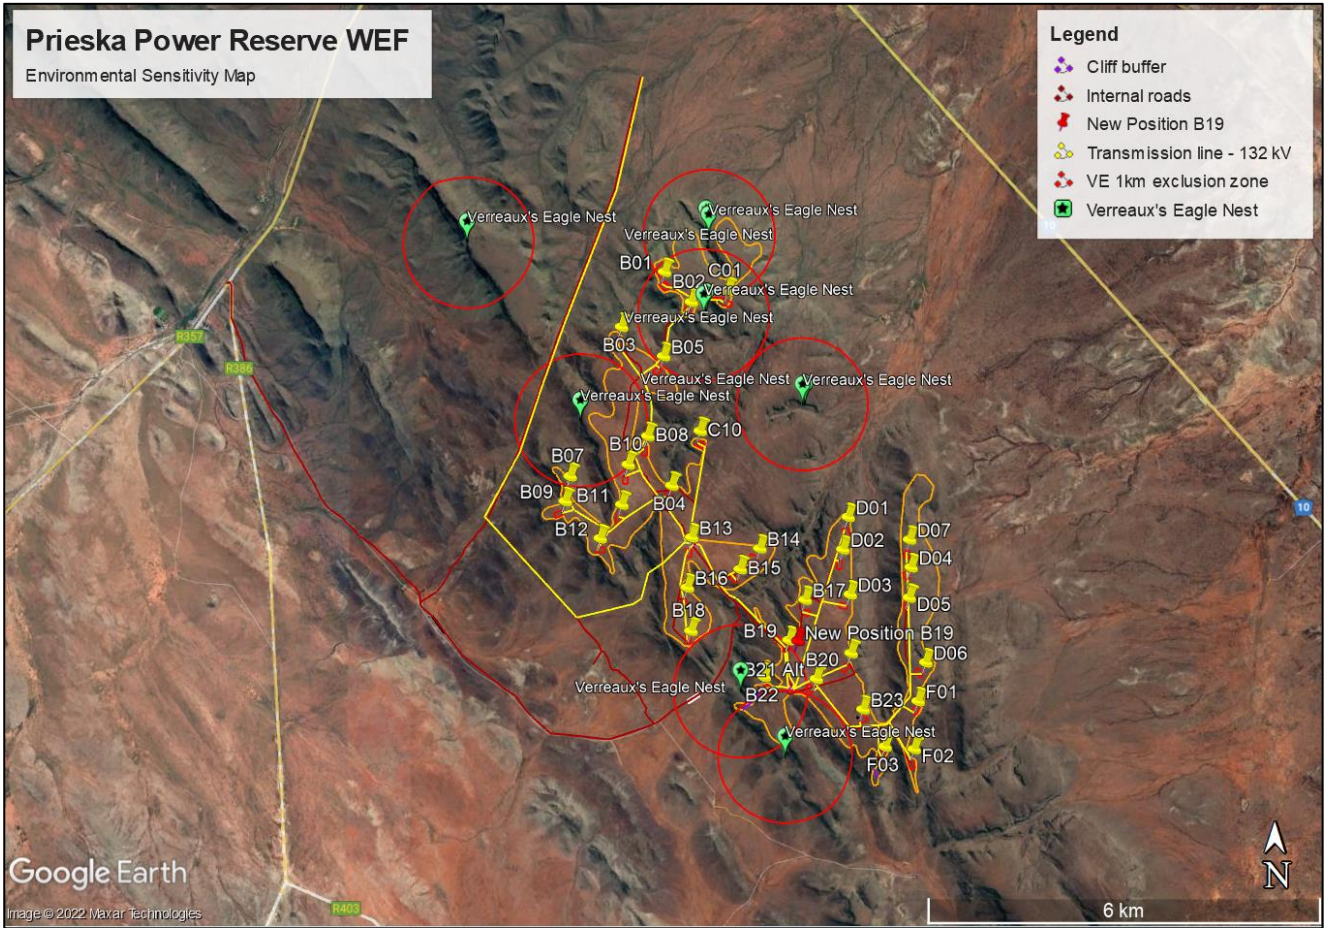 Prieska Power Reserve WEF
Environmental Sensitivity Map
Legend
Cliff buffer
Internal roads
New Position B19
Transmission line - 132 kV
VE 1km exclusion zone
Verreaux's Eagle Nest
10
Verreaux's Eagle Nest
Verreaux's Eagle Nest
Verreaux's Eagle Nest
B01
C01
B02
Verreaux's Eagle Nest
Verreaux's Eagle Nest
R357
B03
B05
R386
Verreaux's Eagle Nest
Verreaux's Eagle Nest
Verreaux's Eagle Nest
B08
C10
B10
B07
B09
B11
B04
10
D01
B12
B13
B14
D07
D02
D04
B15
B16
B17
D03
D05
B18
B19
New Position B19
D06
B20
B21 Alt
Verreaux's Eagle Nest
B22
F01
B23
Verreaux's Eagle Nest
F02
F03
Google Earth
N
R403
Image © 2022 Maxar Technologies
6 km